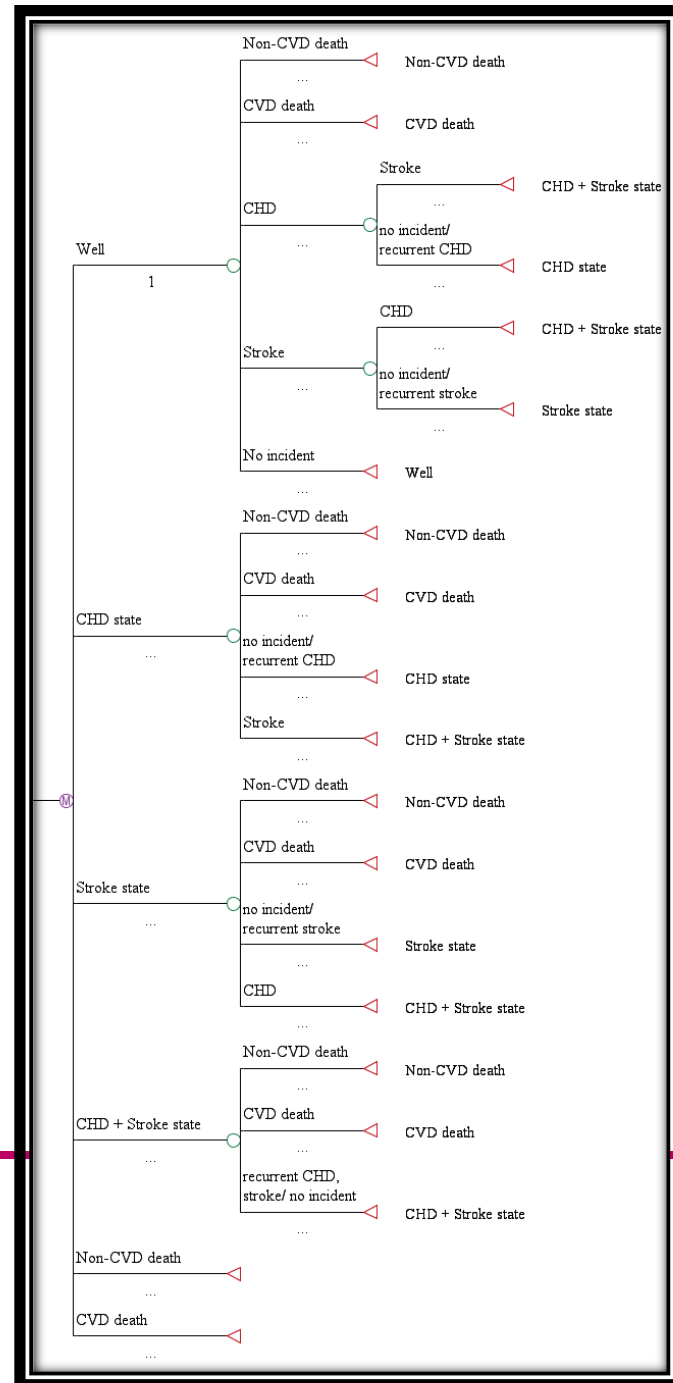 Non-CVD death
Non-CVD death
...
CVD death
CVD death
...
Stroke
CHD + Stroke state
...
CHD
...
no incident/
recurrent CHD
CHD state
...
Well
1
CHD
CHD + Stroke state
...
Stroke
...
no incident/
recurrent stroke
Stroke state
...
No incident
Well
...
Non-CVD death
Non-CVD death
...
CVD death
CVD death
...
CHD state
...
no incident/
recurrent CHD
CHD state
...
Stroke
CHD + Stroke state
...
M
Non-CVD death
Non-CVD death
...
CVD death
CVD death
...
Stroke state
...
no incident/
recurrent stroke
Stroke state
...
CHD
CHD + Stroke state
...
Non-CVD death
Non-CVD death
...
CVD death
CVD death
...
CHD + Stroke state
...
recurrent CHD,
stroke/ no incident
CHD + Stroke state
...
Non-CVD death
...
CVD death
...